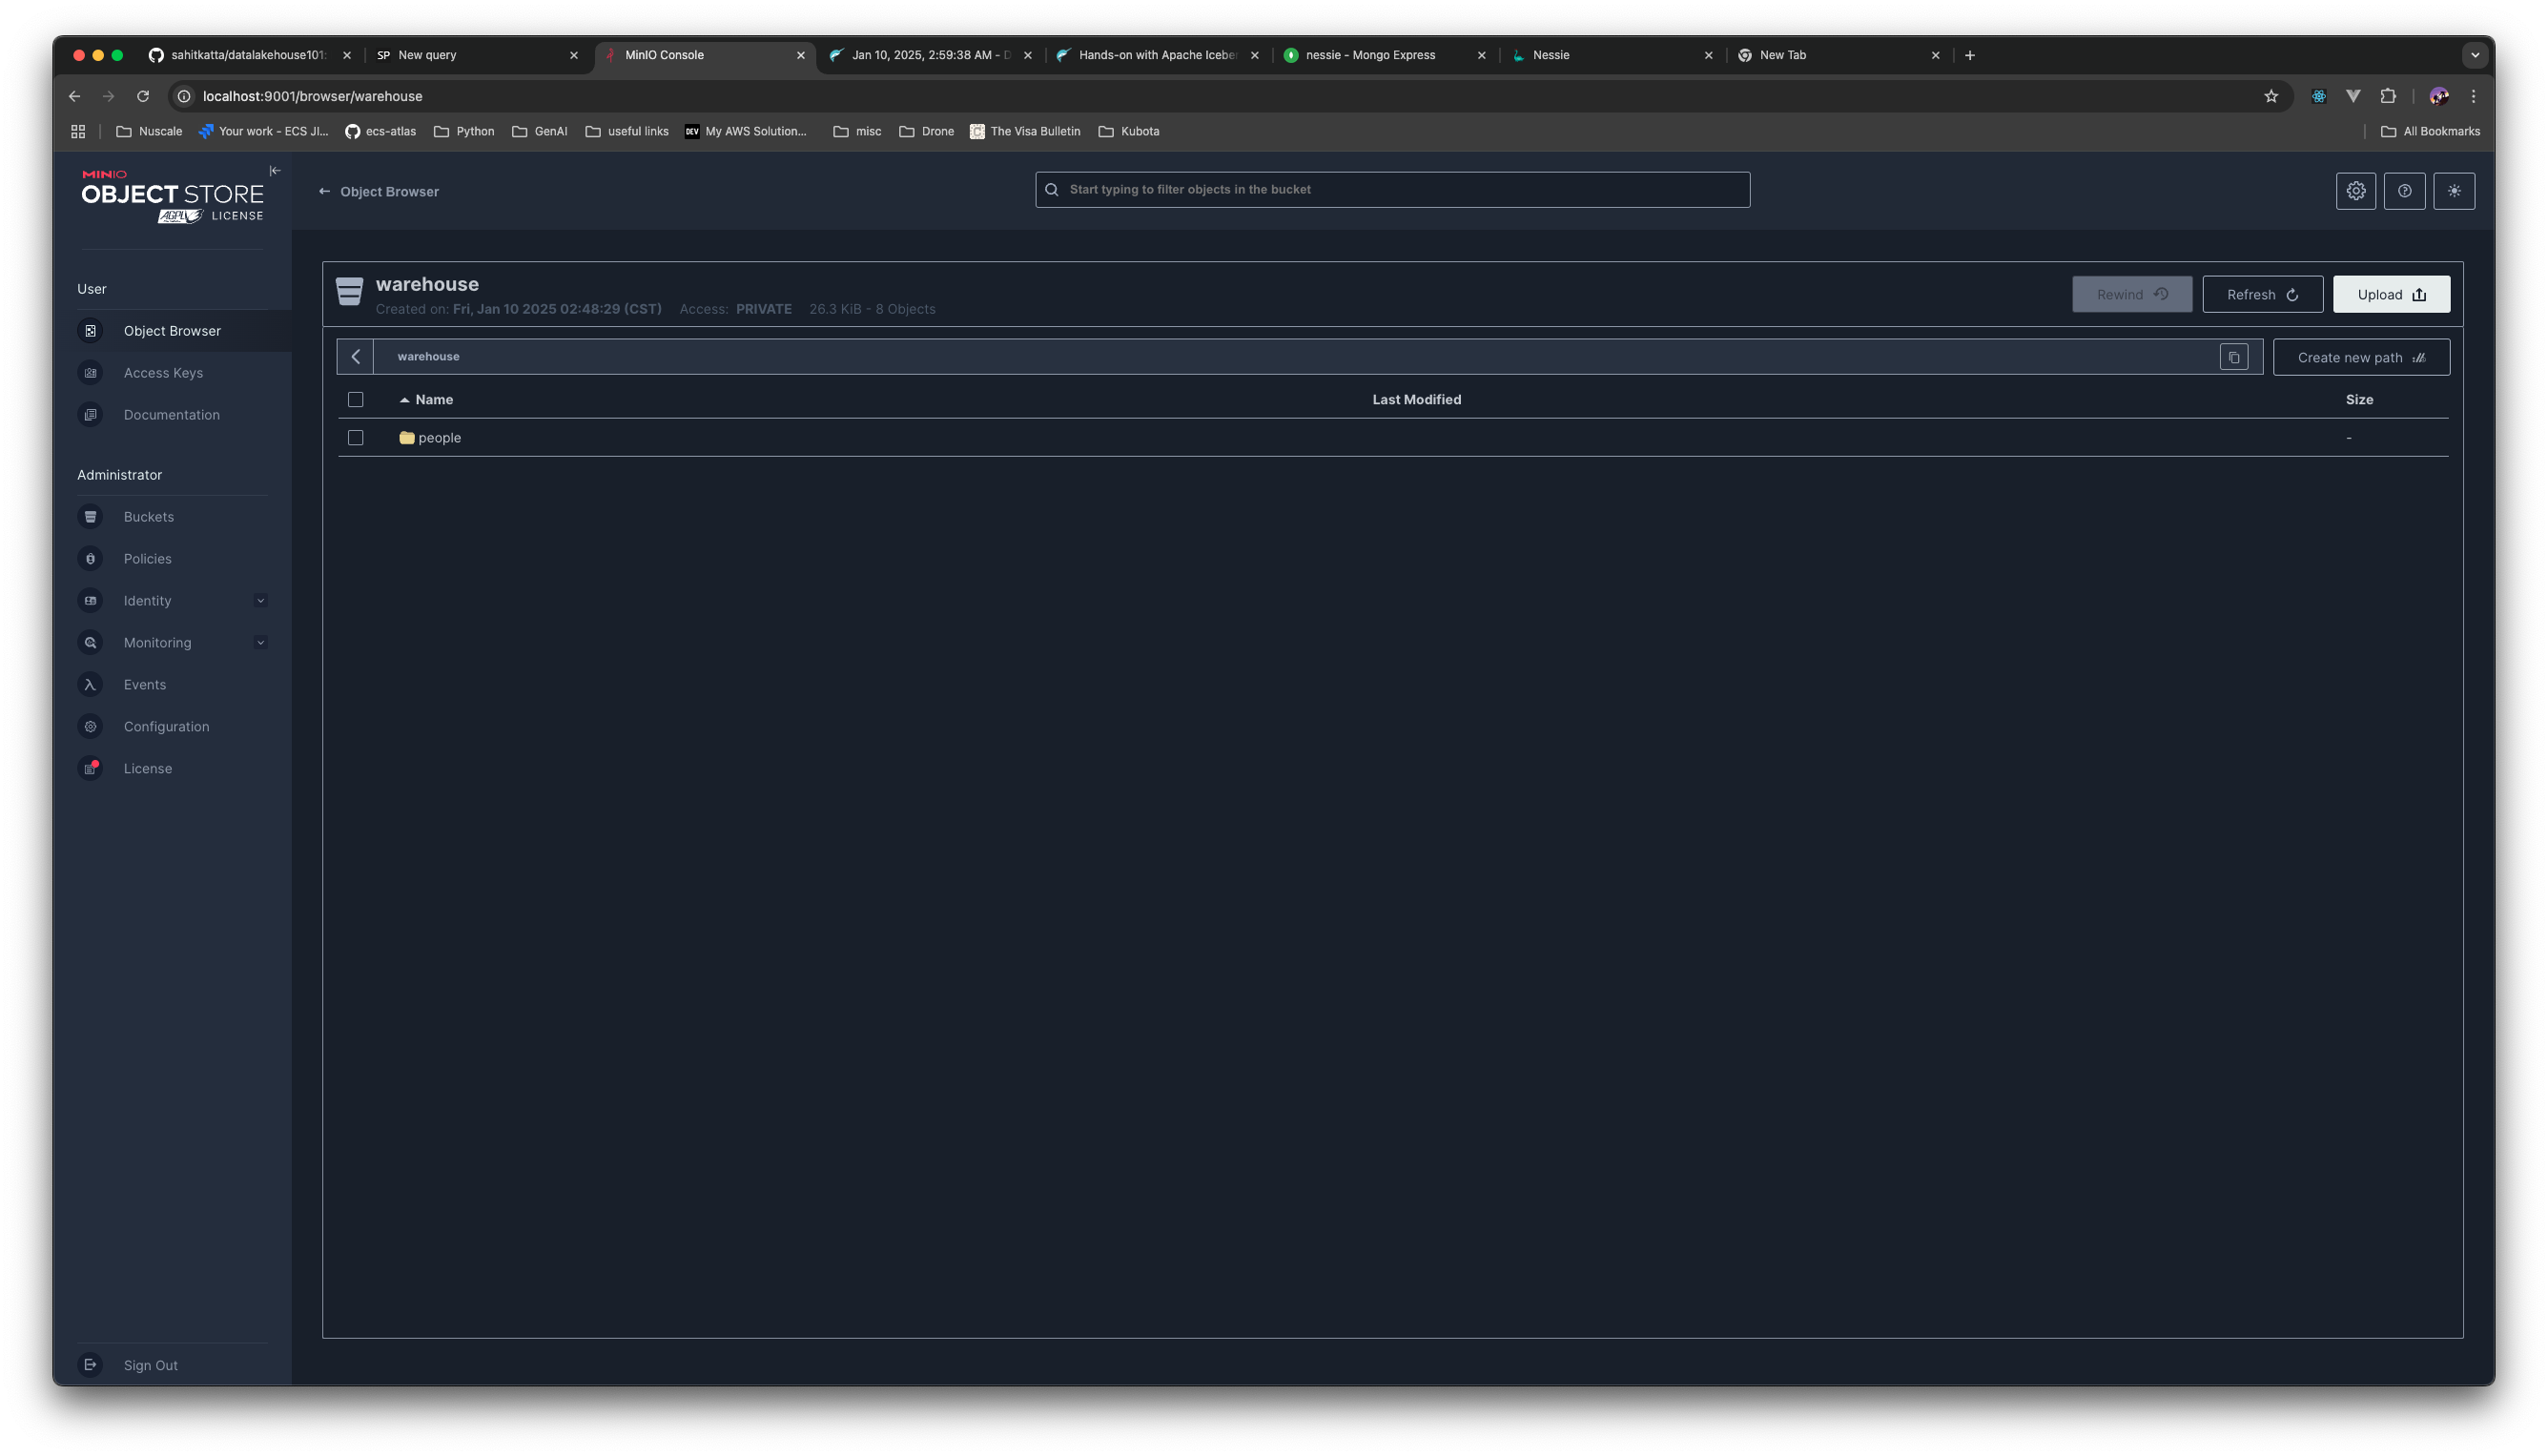 sahitkatta/datalakehouse101:
SP New query
MinIO Console
Jan 10, 2025, 2:59:38 AM - D
Hands-on with Apache Iceber
nessie - Mongo Express
Nessie
New Tab
localhost:9001/browser/warehouse
Nuscale
Your work - ECS JI...
ecs-atlas
Python
GenAI
useful links
DEV My AWS Solution...
misc
Drone
The Visa Bulletin
Kubota
All Bookmarks
MINIO
OBJECT STORE
AGPL LICENSE
Object Browser
Start typing to filter objects in the bucket
User
Object Browser
Access Keys
Documentation
Administrator
Buckets
Policies
Identity
Monitoring
Events
Configuration
License
Sign Out
warehouse
Created on: Fri, Jan 10 2025 02:48:29 (CST) Access: PRIVATE 26.3 KiB - 8 Objects
Rewind
Refresh
Upload
warehouse
Create new path
Name
Last Modified
Size
people
-